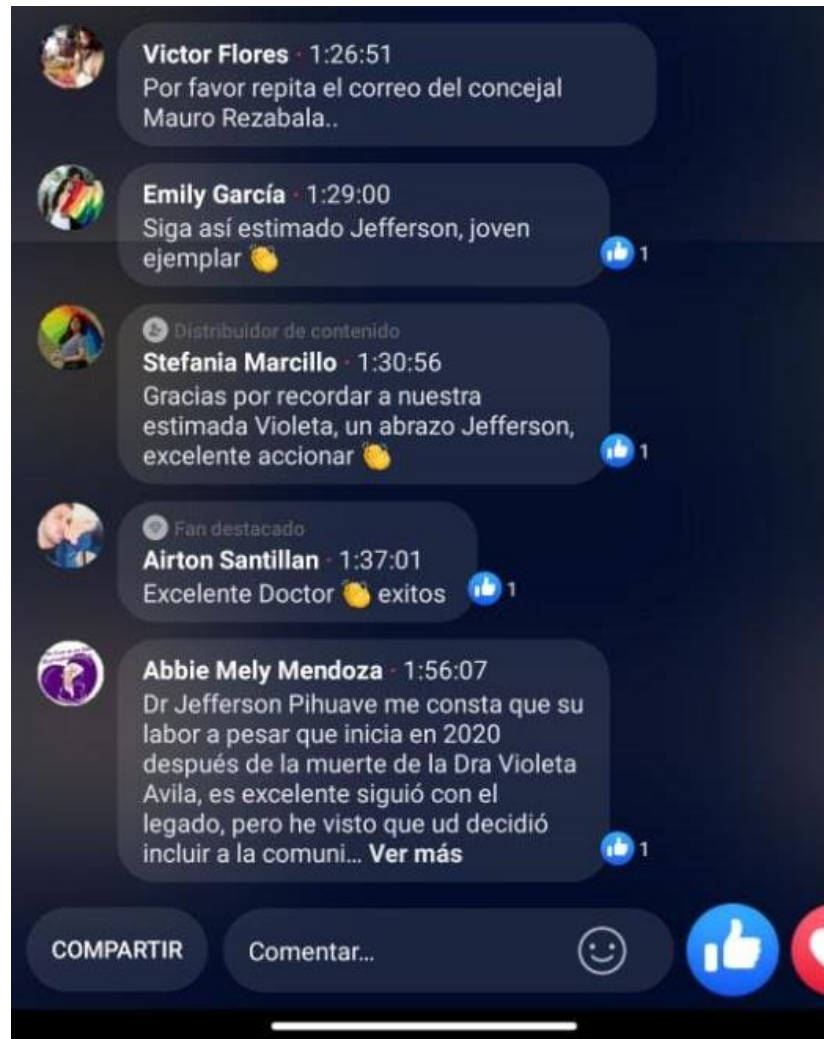 Victor Flores · 1:26:51
Por favor repita el correo del concejal
Mauro Rezabala..
Emily García · 1:29:00
Siga así estimado Jefferson, joven
ejemplar 👏
1
Distribuidor de contenido
Stefania Marcillo · 1:30:56
Gracias por recordar a nuestra
estimada Violeta, un abrazo Jefferson,
excelente accionar 👏
1
Fan destacado
Airton Santillan · 1:37:01
Excelente Doctor 👏 exitos
1
Abbie Mely Mendoza · 1:56:07
Dr Jefferson Pihuave me consta que su
labor a pesar que inicia en 2020
después de la muerte de la Dra Violeta
Avila, es excelente siguió con el
legado, pero he visto que ud decidió
incluir a la comuni... Ver más
1
COMPARTIR
Comentar...